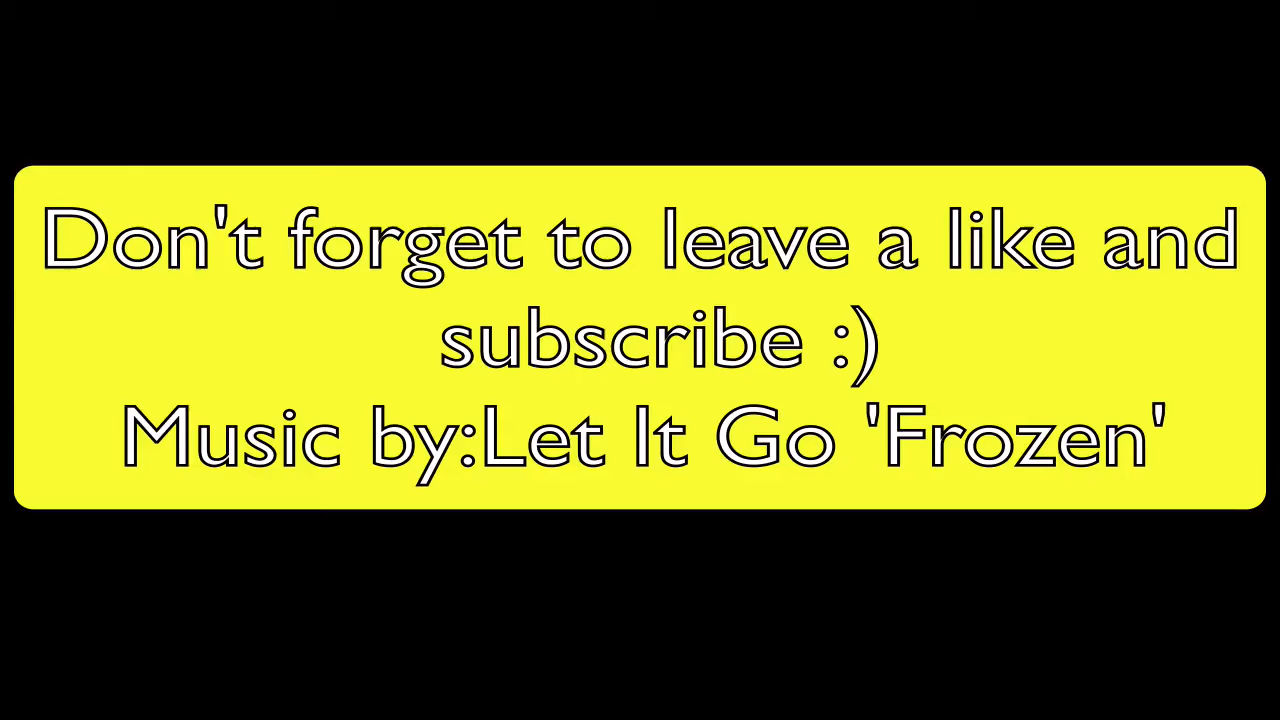 Don't forget to leave a like and
subscribe :)
Music by:Let It Go 'Frozen'